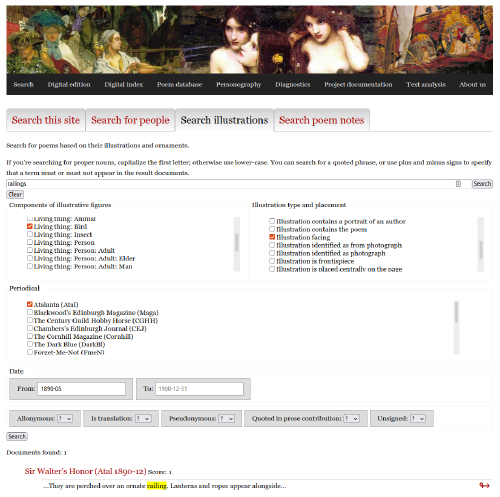 Search Digital edition Digital index Poem database Personography Diagnostics Project documentation Text analysis About us
Search this site Search for people Search illustrations Search poem notes
Search for poems based on their illustrations and ornaments.
If you're searching for proper nouns, capitalize the first letter; otherwise use lower-case. You can search for a quoted phrase, or use plus and minus signs to specify
that a term must or must not appear in the result documents.
railings Search
Clear
Components of illustrative figures
Living thing: Animal
Living thing: Bird
Living thing: Insect
Living thing: Person
Living thing: Person: Adult
Living thing: Person: Adult: Elder
Living thing: Person: Adult: Man
Illustration type and placement
Illustration contains a portrait of an author
Illustration contains the poem
Illustration facing
Illustration identified as from photograph
Illustration identified as photograph
Illustration is frontispiece
Illustration is placed centrally on the page
Periodical
Atalanta (Atal)
Blackwood's Edinburgh Magazine (Maga)
The Century Guild Hobby Horse (CGHH)
Chambers's Edinburgh Journal (CEJ)
The Cornhill Magazine (Cornhill)
The Dark Blue (DarkBl)
Forget-Me-Not (FmeN)
Date
From: 1890-05 To: 1900-12-31
Allonymous: ? Is translation: ? Pseudonymous: ? Quoted in prose contribution: ? Unsigned: ?
Search
Documents found: 1
Sir Walter's Honor (Atal 1890-12) Score: 1
...They are perched over an ornate railing. Lanterns and ropes appear alongside...